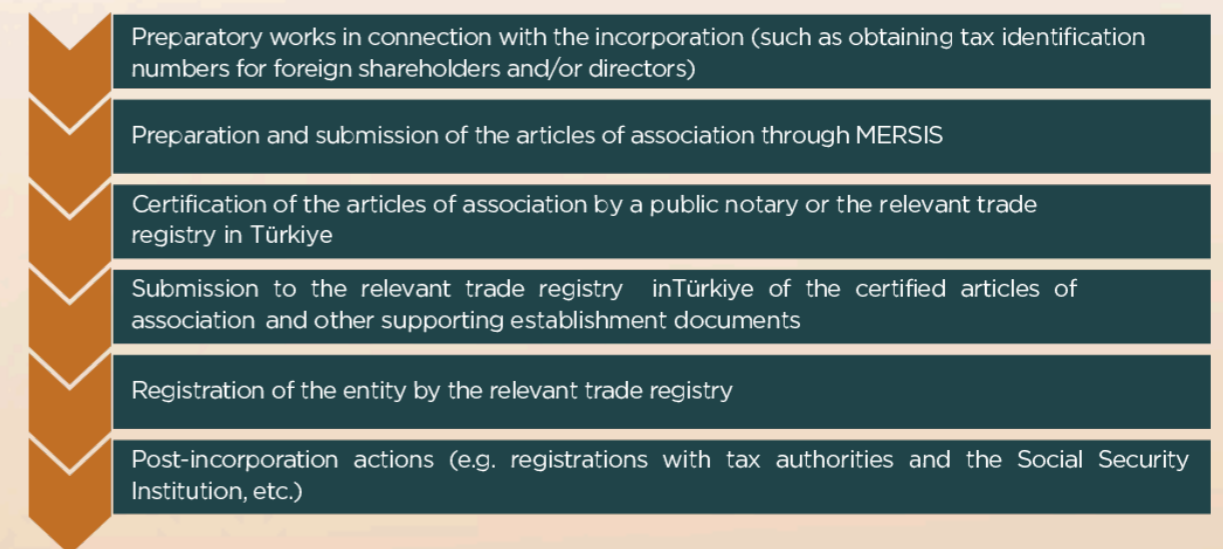 Preparatory works in connection with the incorporation (such as obtaining tax identification
numbers for foreign shareholders and/or directors)
Preparation and submission of the articles of association through MERSIS
Certification of the articles of association by a public notary or the relevant trade
registry in Türkiye
Submission to the relevant trade registry inTürkiye of the certified articles of
association and other supporting establishment documents
Registration of the entity by the relevant trade registry
Post-incorporation actions (e.g. registrations with tax authorities and the Social Security
Institution, etc.)